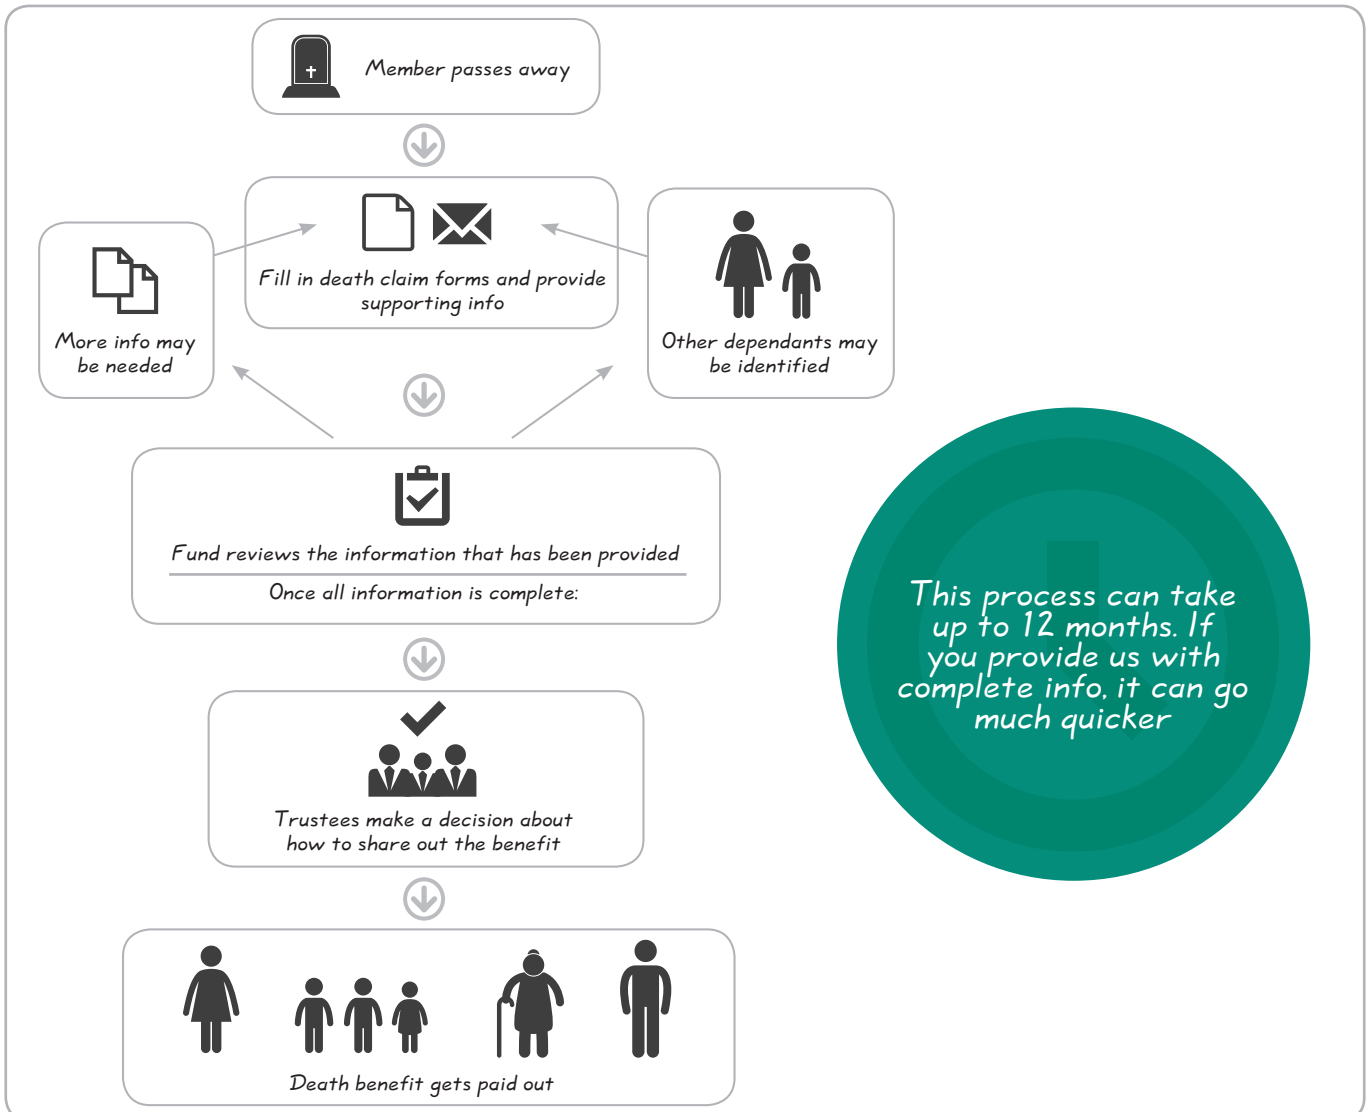 Member passes away
Fill in death claim forms and provide
supporting info
More info may
be needed
Other dependants may
be identified
Fund reviews the information that has been provided
Once all information is complete:
This process can take
up to 12 months. If
you provide us with
complete info, it can go
much quicker
Trustees make a decision about
how to share out the benefit
Death benefit gets paid out